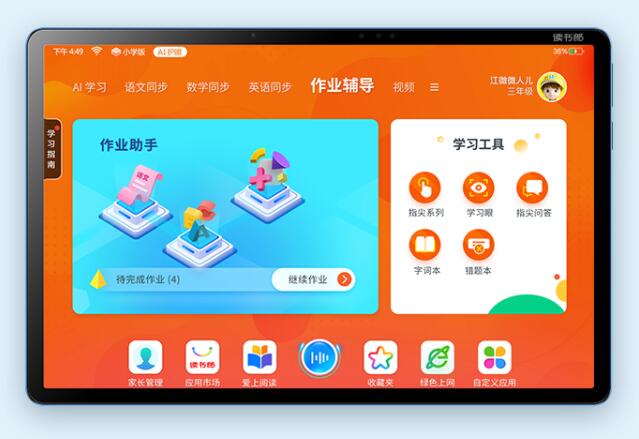 读书郎
下午 4:49
小学版
AI护眼
36%
AI 学习
语文同步
数学同步
英语同步
作业辅导
视频
江微微人儿
三年级
学习指南
作业助手
语文
待完成作业 (4)
继续作业
学习工具
指尖系列
学习眼
指尖问答
字词本
错题本
读书郎
家长管理
应用市场
爱上阅读
收藏夹
绿色上网
自定义应用